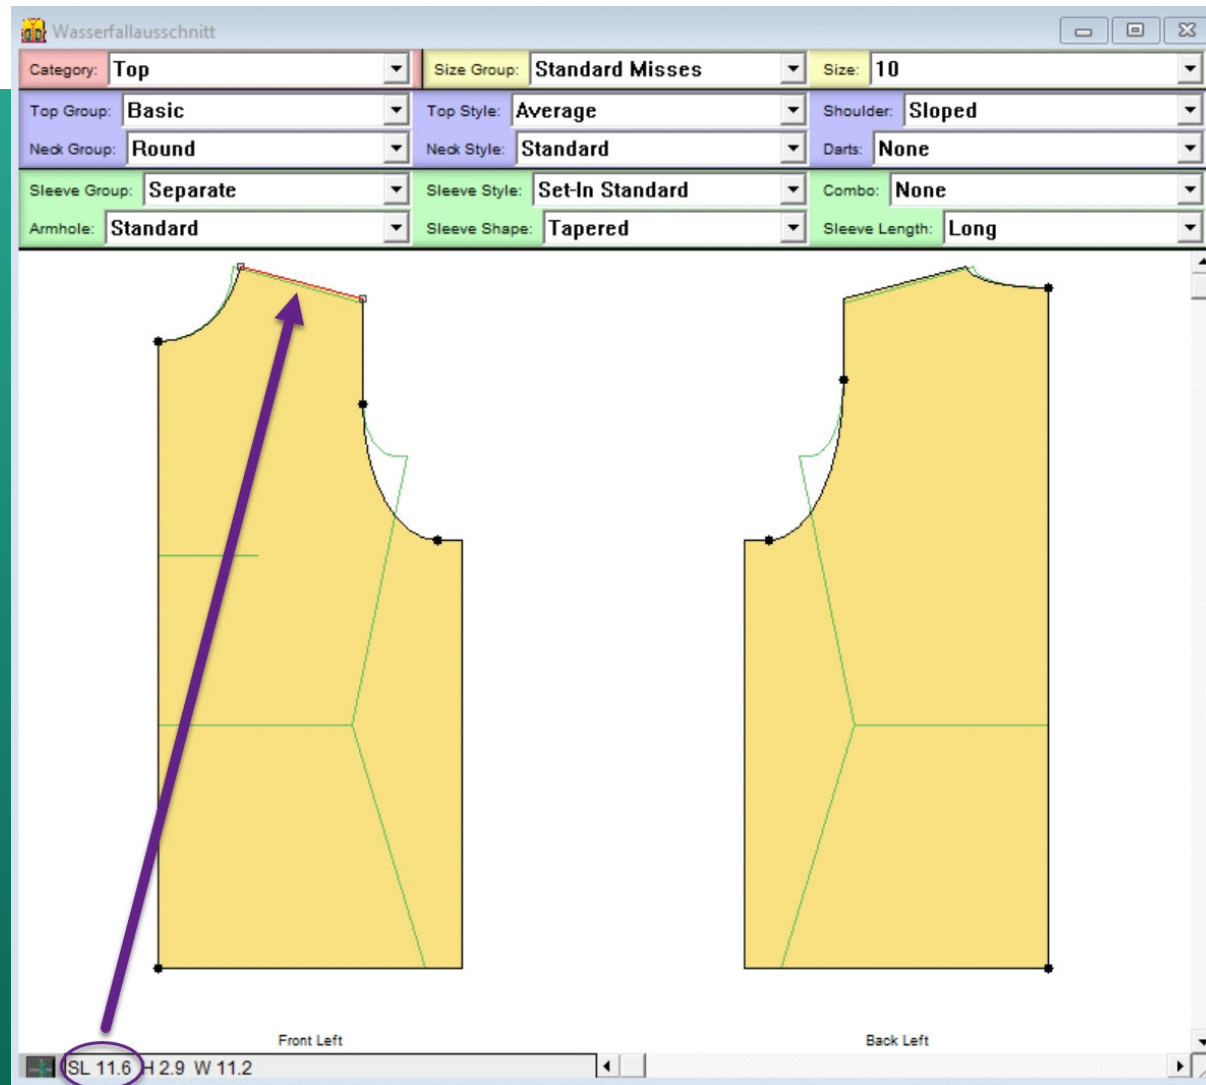 Wasserfallausschnitt
Category: Top Size Group: Standard Misses Size: 10
Top Group: Basic Top Style: Average Shoulder: Sloped
Neck Group: Round Neck Style: Standard Darts: None
Sleeve Group: Separate Sleeve Style: Set-In Standard Combo: None
Armhole: Standard Sleeve Shape: Tapered Sleeve Length: Long
Front Left Back Left
SL 11.6 H 2.9 W 11.2